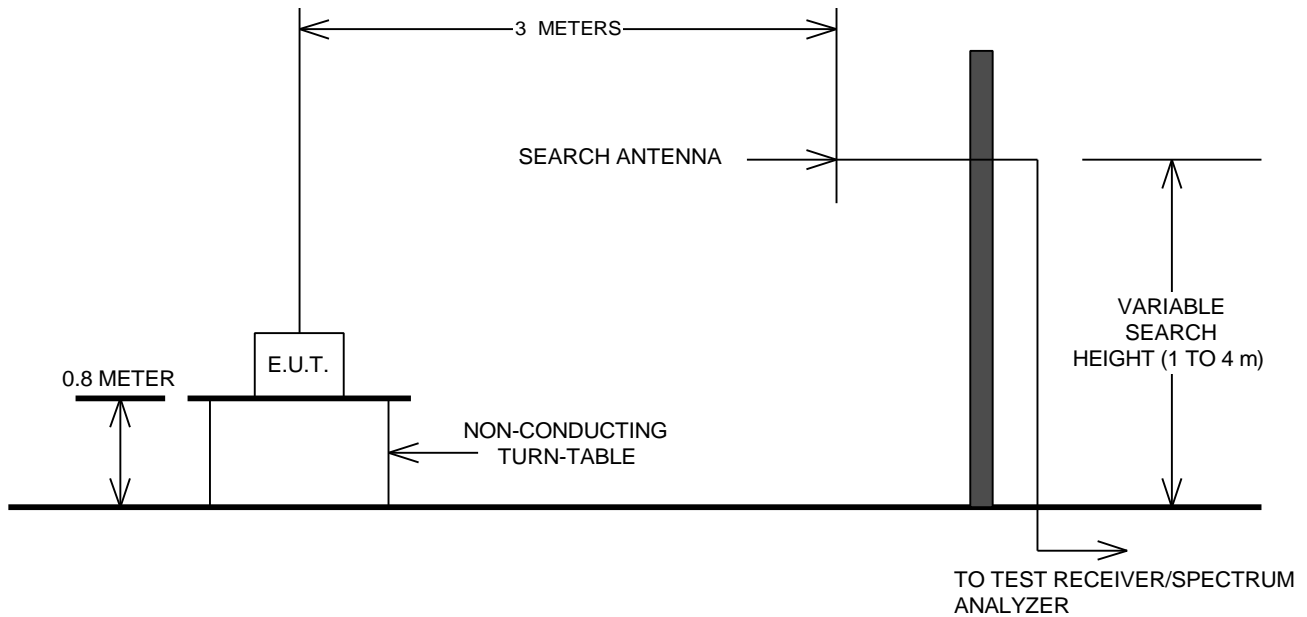 3 METERS
SEARCH ANTENNA
VARIABLE
SEARCH
HEIGHT (1 TO 4 m)
E.U.T.
0.8 METER
NON-CONDUCTING
TURN-TABLE
TO TEST RECEIVER/SPECTRUM
ANALYZER